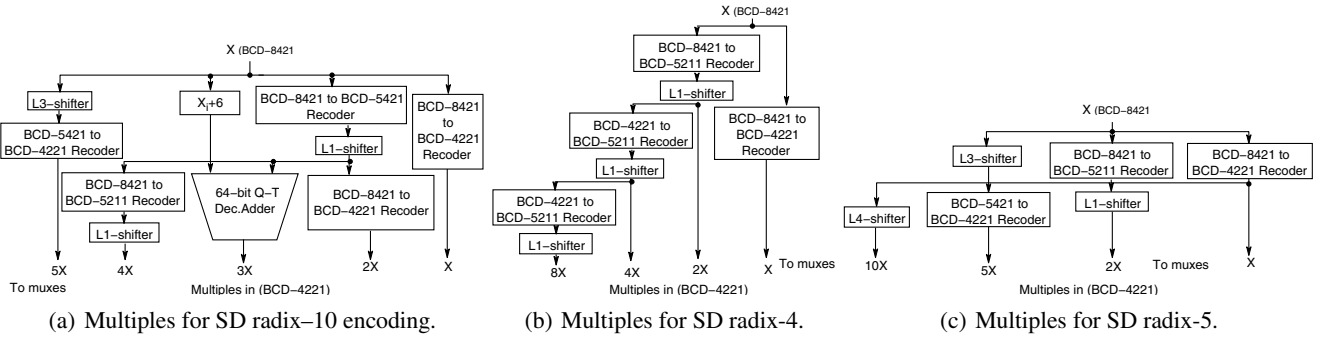 X (BCD−8421
L3−shifter
BCD−5421 to
BCD−4221 Recoder
Xi+6
BCD−8421 to BCD−5421
Recoder
L1−shifter
BCD−8421
to
BCD−4221
Recoder
BCD−8421 to
BCD−5211 Recoder
L1−shifter
64−bit Q−T
Dec.Adder
BCD−8421 to
BCD−4221 Recoder
5X
4X
3X
2X
X
To muxes
Multiples in (BCD−4221)
(a) Multiples for SD radix–10 encoding.
X (BCD−8421
BCD−8421 to
BCD−5211 Recoder
L1−shifter
BCD−4221 to
BCD−5211 Recoder
L1−shifter
BCD−8421 to
BCD−4221
Recoder
BCD−4221 to
BCD−5211 Recoder
L1−shifter
8X
4X
2X
X
To muxes
Multiples in (BCD−4221)
(b) Multiples for SD radix-4.
X (BCD−8421
L3−shifter
BCD−8421 to
BCD−5211 Recoder
BCD−8421 to
BCD−4221 Recoder
L4−shifter
BCD−5421 to
BCD−4221 Recoder
L1−shifter
10X
5X
2X
To muxes
X
Multiples in (BCD−4221)
(c) Multiples for SD radix-5.